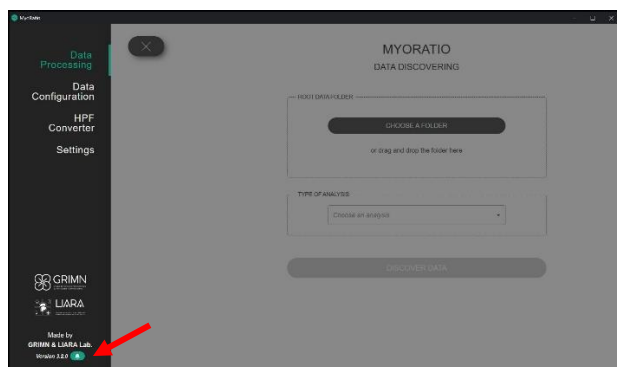 MyoRatio
Data
Processing
Data
Configuration
HPF
Converter
Settings
GRIMN
LIARA
Made by
GRIMN & LIARA Lab.
Version 3.2.0
MYORATIO
DATA DISCOVERING
ROOT DATA FOLDER
CHOOSE A FOLDER
or drag and drop the folder here
TYPE OF ANALYSIS
Choose an analysis
DISCOVER DATA